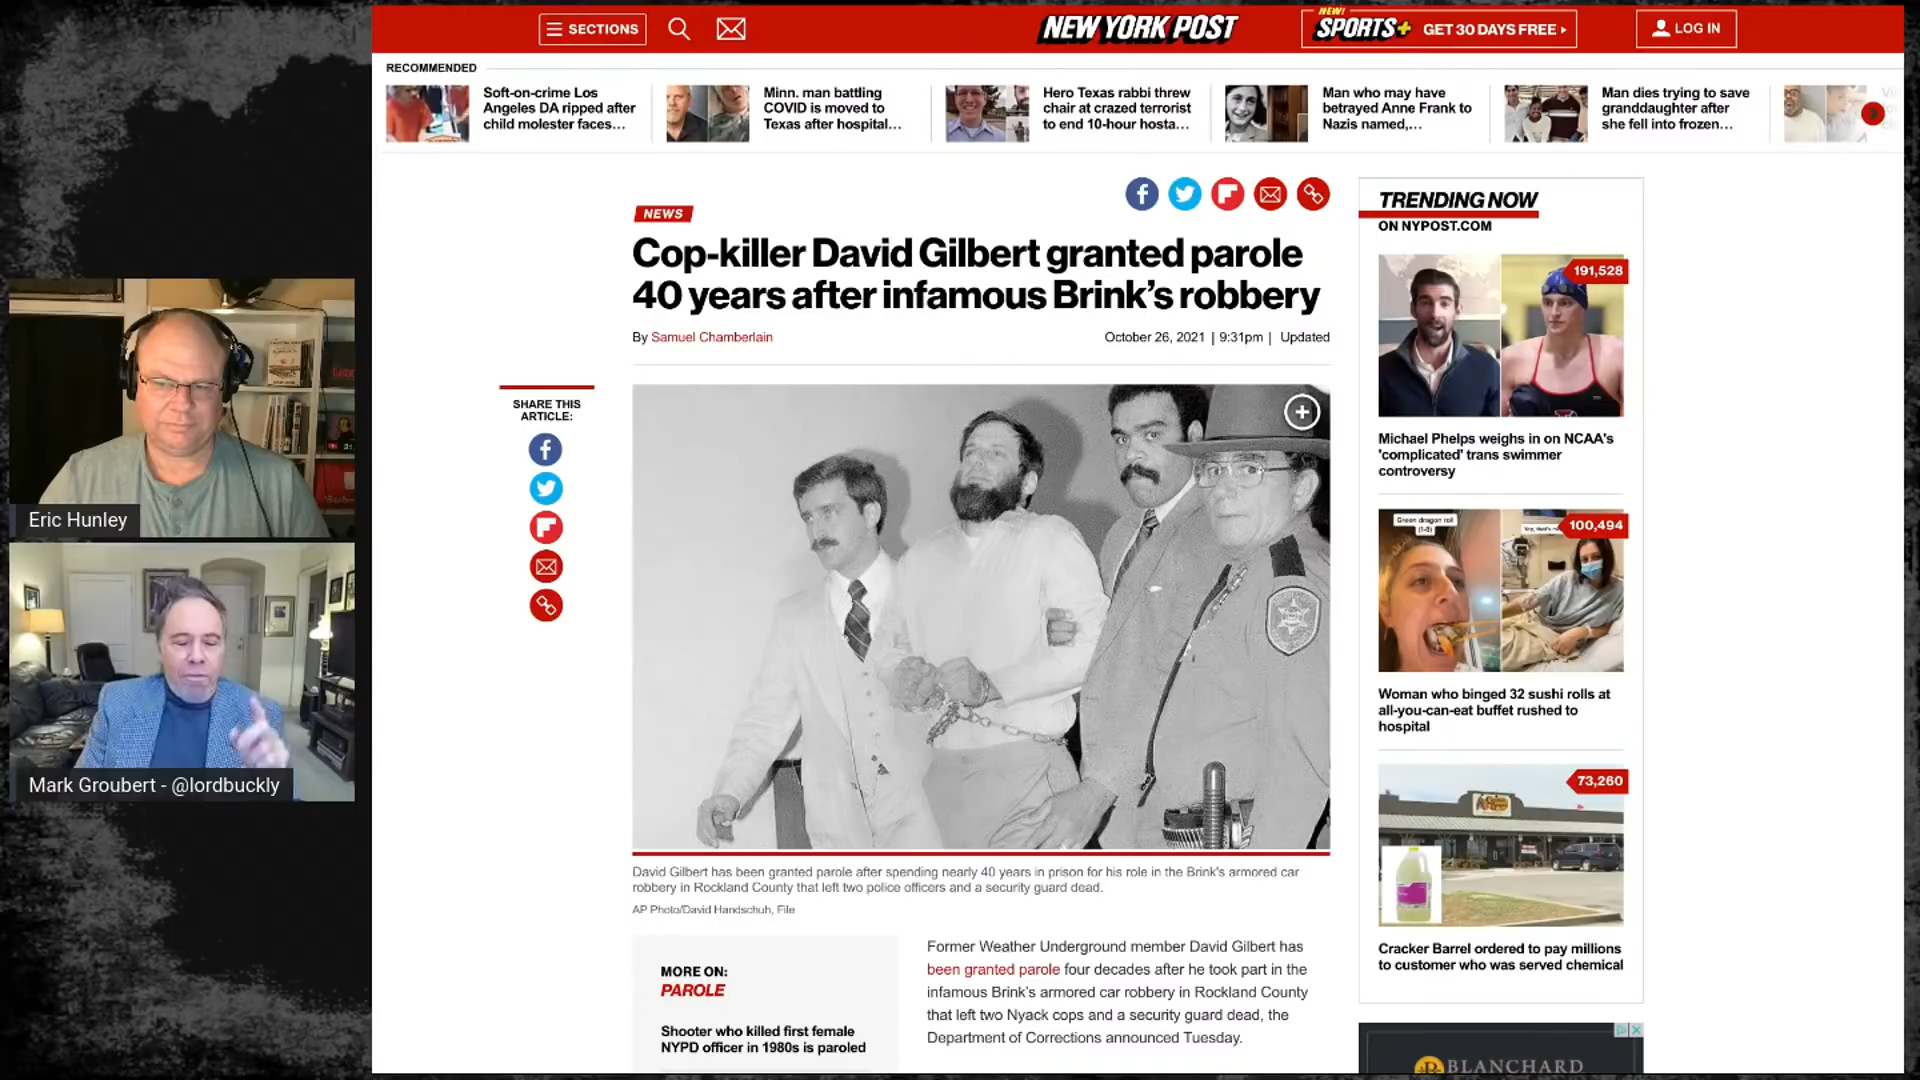 SECTIONS
NEW YORK POST
NEW!
SPORTS+
GET 30 DAYS FREE
LOG IN
RECOMMENDED
Soft-on-crime Los
Angeles DA ripped after
child molester faces...
Minn. man battling
COVID is moved to
Texas after hospital...
Hero Texas rabbi threw
chair at crazed terrorist
to end 10-hour hosta...
Man who may have
betrayed Anne Frank to
Nazis named,...
Man dies trying to save
granddaughter after
she fell into frozen...
NEWS
Cop-killer David Gilbert granted parole
40 years after infamous Brink's robbery
By Samuel Chamberlain
October 26, 2021 | 9:31pm | Updated
SHARE THIS
ARTICLE:
David Gilbert has been granted parole after spending nearly 40 years in prison for his role in the Brink's armored car
robbery in Rockland County that left two police officers and a security guard dead.
AP Photo/David Handschuh, File
MORE ON:
PAROLE
Shooter who killed first female
NYPD officer in 1980s is paroled
Former Weather Underground member David Gilbert has
been granted parole four decades after he took part in the
infamous Brink's armored car robbery in Rockland County
that left two Nyack cops and a security guard dead, the
Department of Corrections announced Tuesday.
TRENDING NOW
ON NYPOST.COM
191,528
Michael Phelps weighs in on NCAA's
'complicated' trans swimmer
controversy
Green dragon roll
(1-8)
100,494
Woman who binged 32 sushi rolls at
all-you-can-eat buffet rushed to
hospital
73,260
Cracker Barrel ordered to pay millions
to customer who was served chemical
BLANCHARD
Eric Hunley
Mark Groubert - @lordbuckly